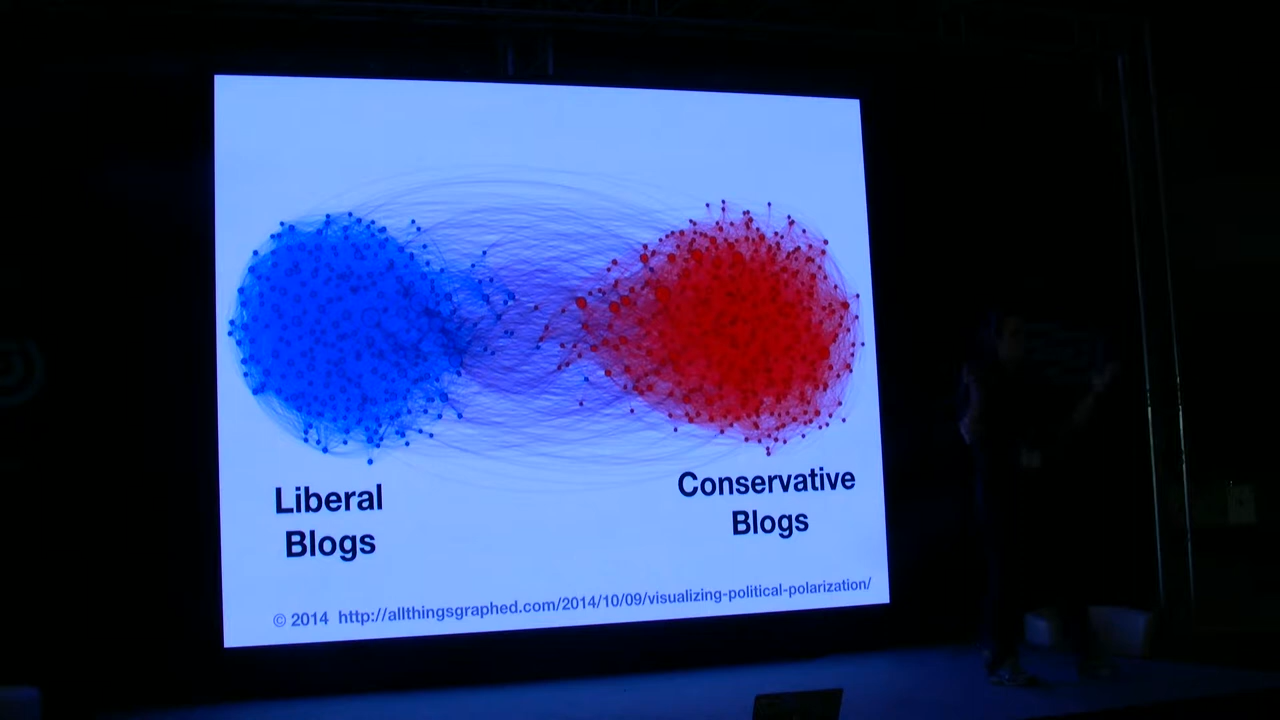 Liberal
Blogs
Conservative
Blogs
© 2014 http://allthingsgraphed.com/2014/10/09/visualizing-political-polarization/